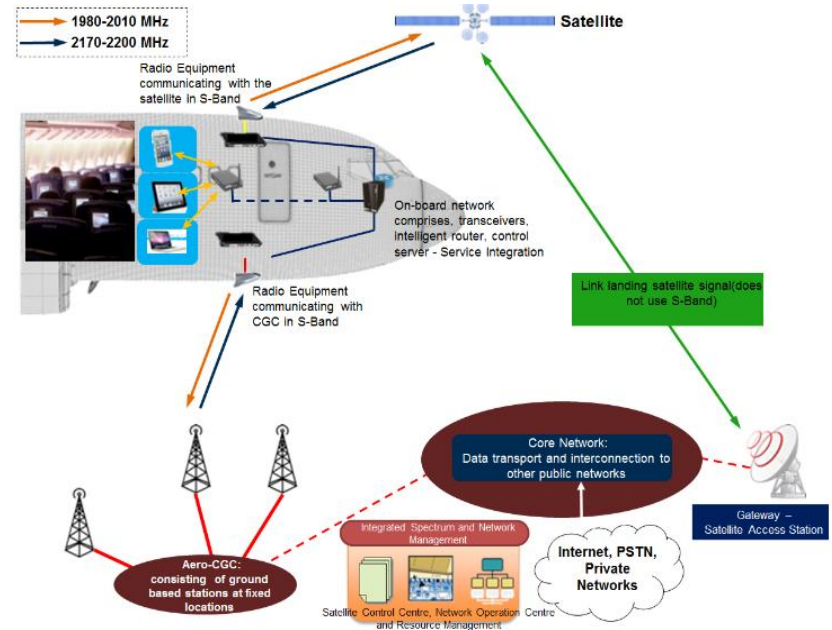 1980-2010 MHz
2170-2200 MHz
Satellite
Radio Equipment
communicating with the
satellite in S-Band
On-board network
comprises, transceivers,
intelligent router, control
server - Service Integration
Radio Equipment
communicating with
CGC in S-Band
Link landing satellite signal(does
not use S-Band)
Core Network:
Data transport and interconnection to
other public networks
Gateway –
Satellite Access Station
Integrated Spectrum and Network
Management
Internet, PSTN,
Private
Networks
Aero-CGC:
consisting of ground
based stations at fixed
locations
Satellite Control Centre, Network Operation Centre
and Resource Management